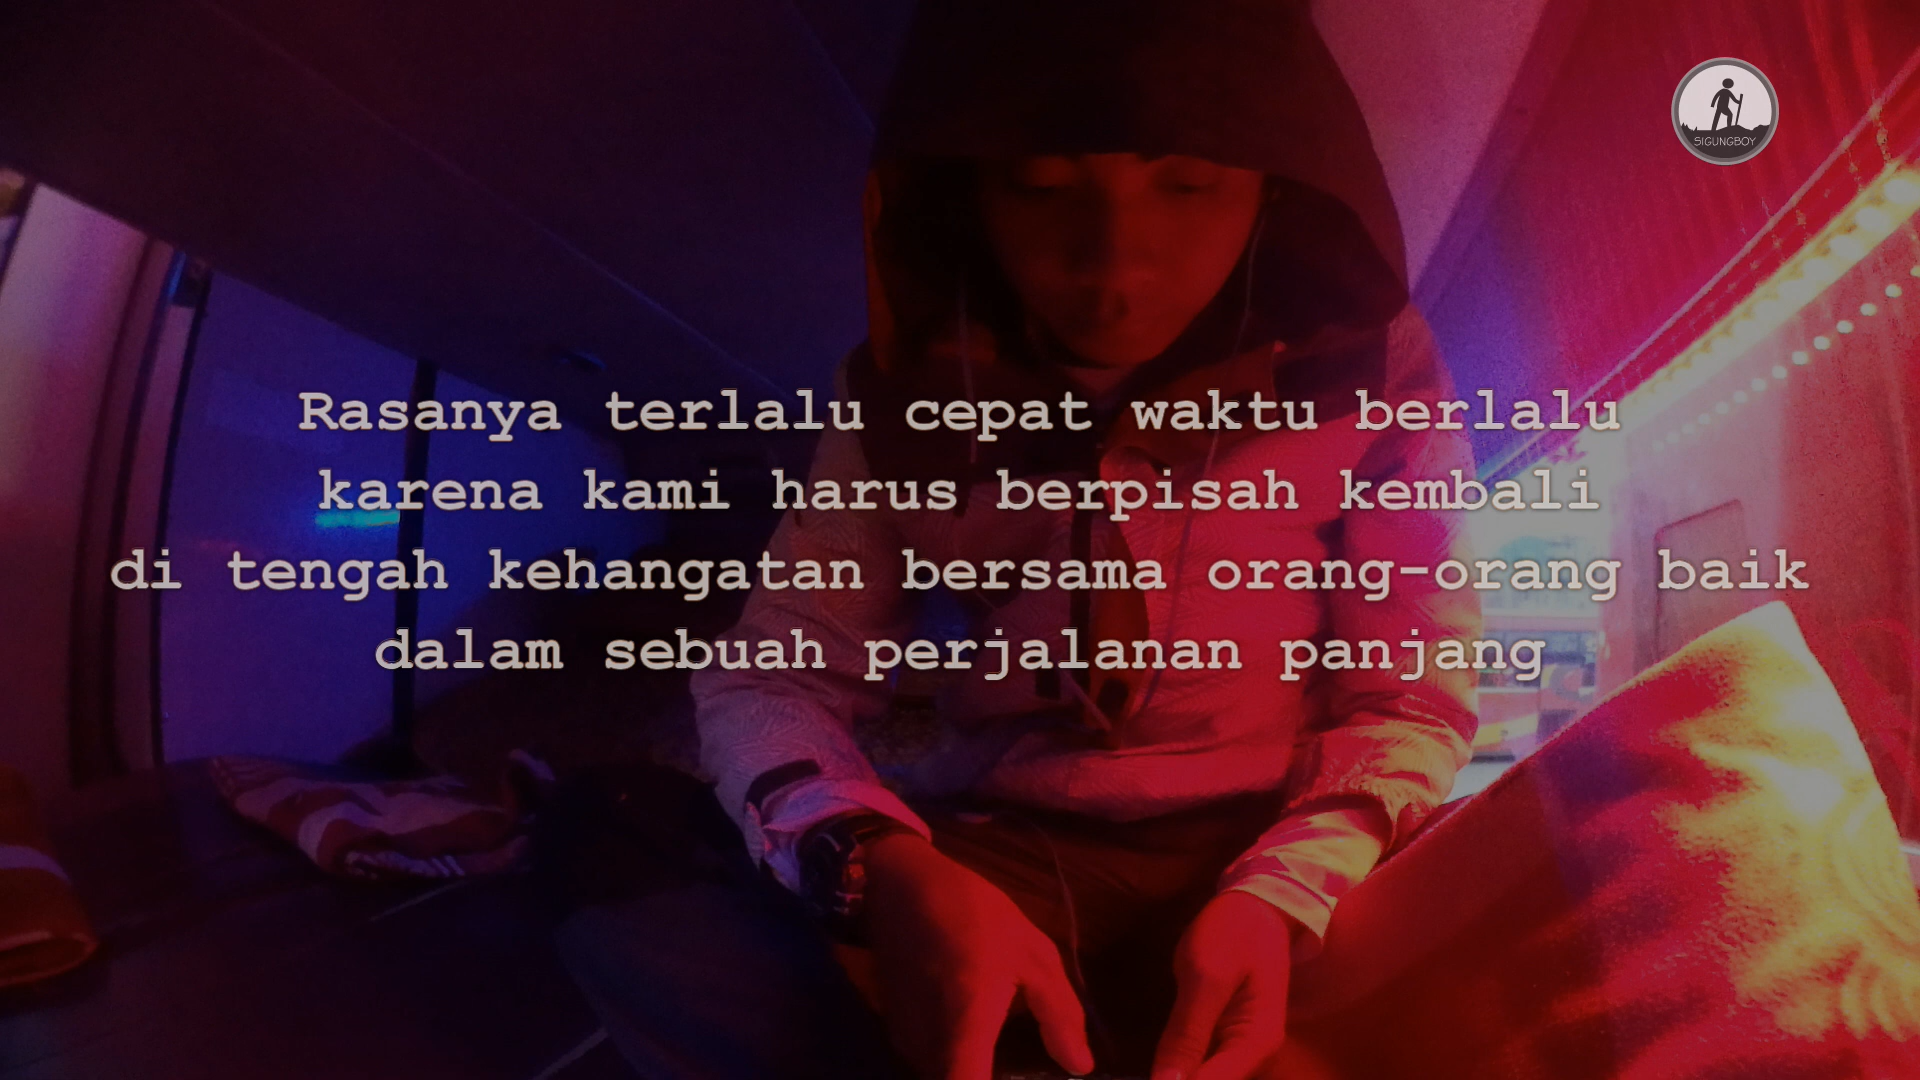 SIGUNGBOY
Rasanya terlalu cepat waktu berlalu
karena kami harus berpisah kembali
di tengah kehangatan bersama orang-orang baik
dalam sebuah perjalanan panjang